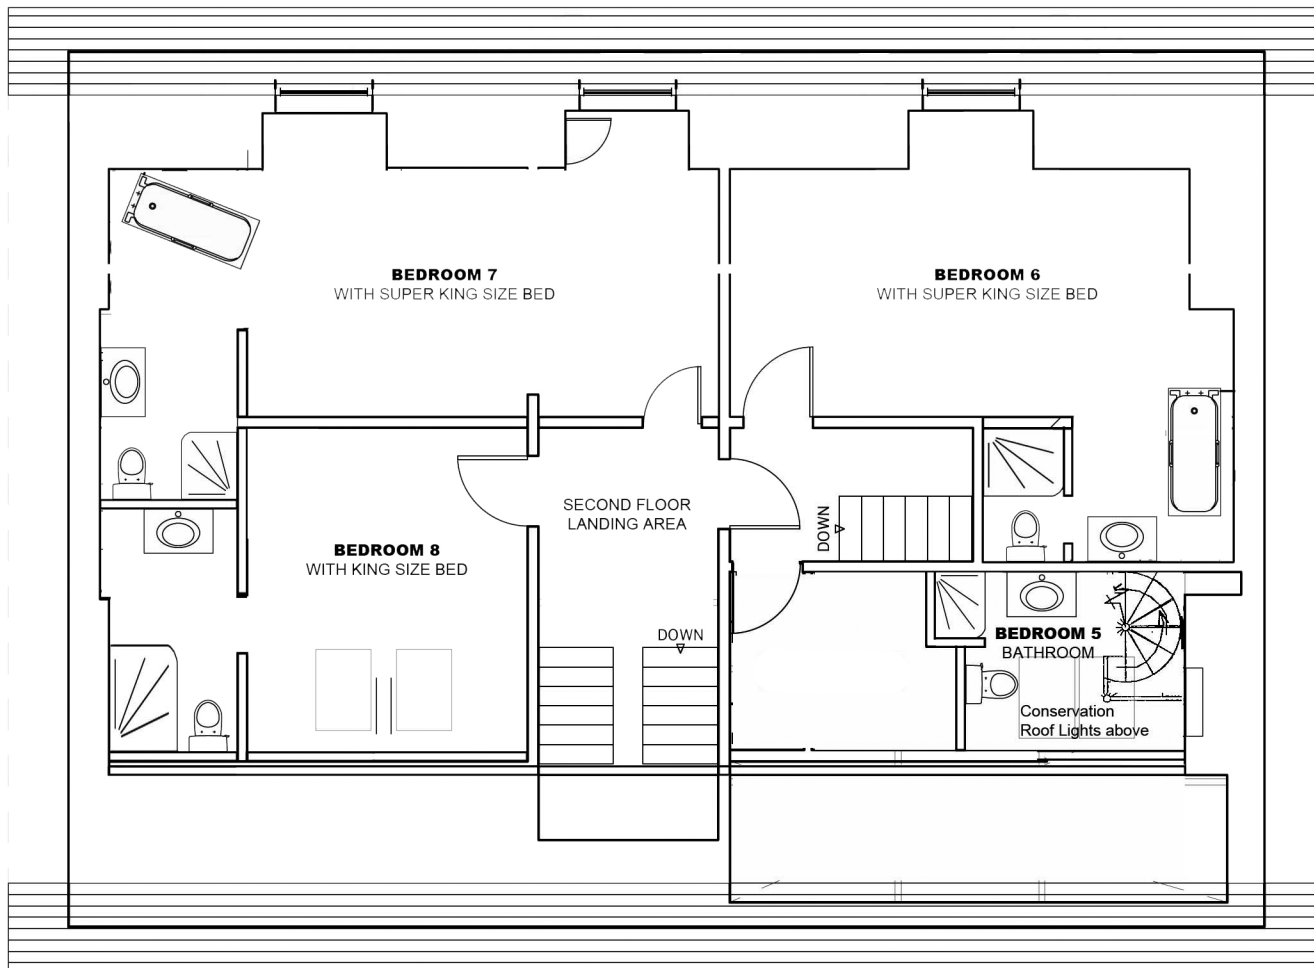 BEDROOM 7
WITH SUPER KING SIZE BED
BEDROOM 6
WITH SUPER KING SIZE BED
SECOND FLOOR
LANDING AREA
DOWN
BEDROOM 8
WITH KING SIZE BED
DOWN
BEDROOM 5
BATHROOM
Conservation
Roof Lights above